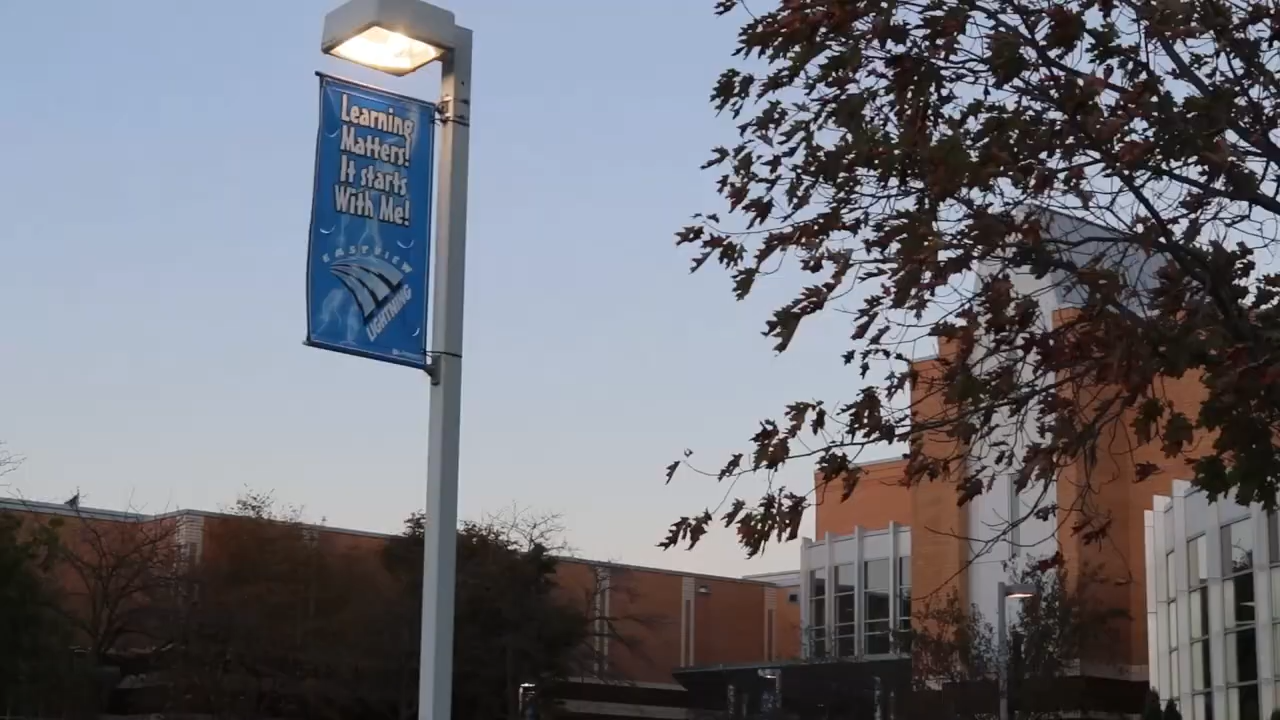 Learning
Matters!
It starts
With Me!
EASTVIEW
LIGHTNING